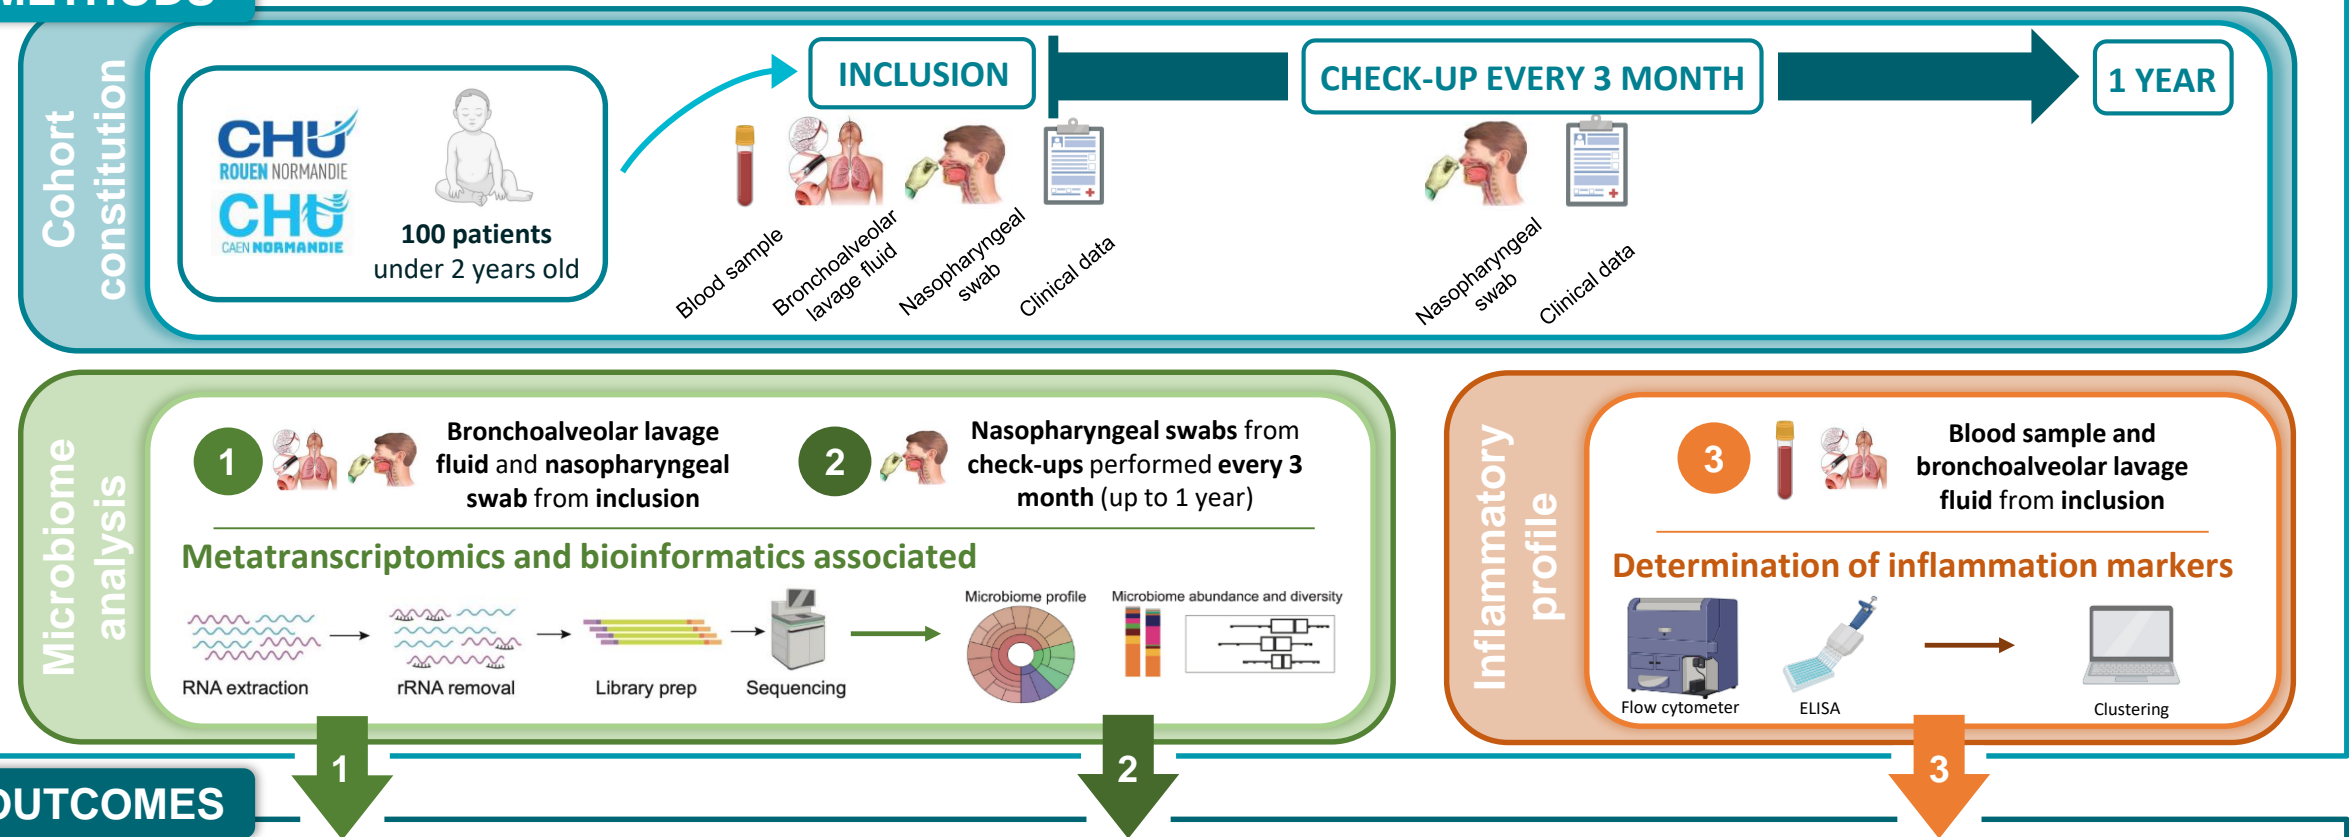 METHODS
Cohort
constitution
CHU
ROUEN NORMANDIE
CHU
CAEN NORMANDIE
100 patients
under 2 years old
INCLUSION
CHECK-UP EVERY 3 MONTH
1 YEAR
Blood sample
Bronchoalveolar
lavage fluid
Nasopharyngeal
swab
Clinical data
Nasopharyngeal
swab
Clinical data
Microbiome
analysis
1
Bronchoalveolar lavage
fluid and nasopharyngeal
swab from inclusion
2
Nasopharyngeal swabs from
check-ups performed every 3
month (up to 1 year)
Metatranscriptomics and bioinformatics associated
RNA extraction
rRNA removal
Library prep
Sequencing
Microbiome profile
Microbiome abundance and diversity
Inflammatory
profile
3
Blood sample and
bronchoalveolar lavage
fluid from inclusion
Determination of inflammation markers
Flow cytometer
ELISA
Clustering
1
2
3
OUTCOMES